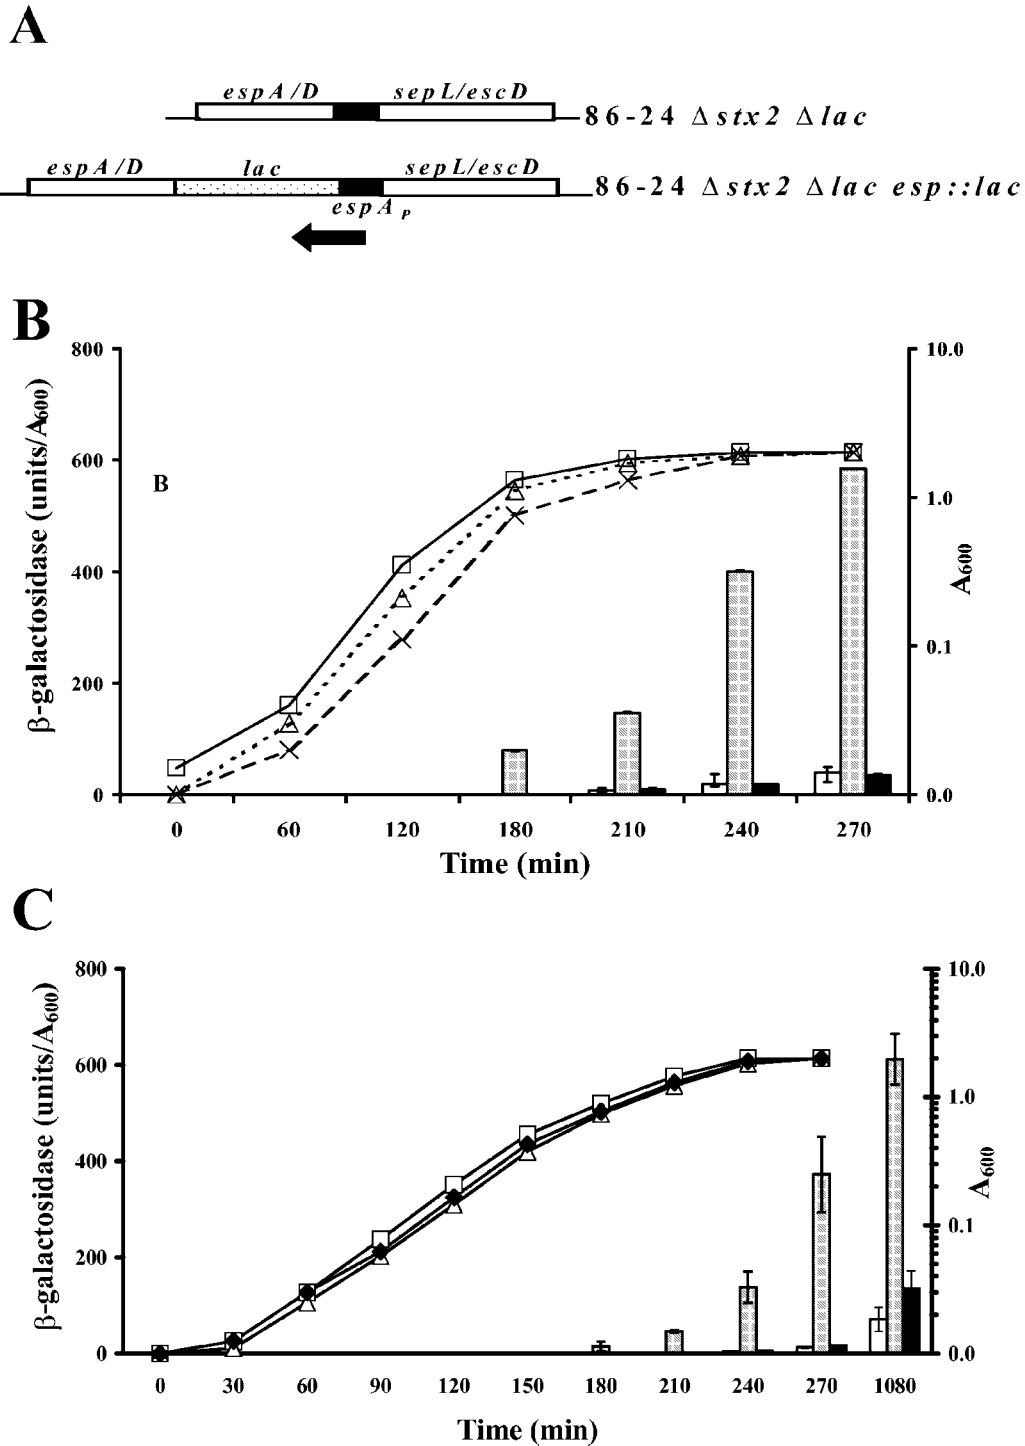 A
espA/D sepL/escD
86-24 Δstx2 Δlac
espA/D lac sepL/escD
86-24 Δstx2 Δlac esp::lac
espA P
B
800 10.0
600 1.0
400 0.1
200 0.0
0
β-galactosidase (units/A600)
B
A600
0 60 120 180 210 240 270
Time (min)
C
800 10.0
600 1.0
400 0.1
200 0.0
0
β-galactosidase (units/A600)
A600
0 30 60 90 120 150 180 210 240 270 1080
Time (min)